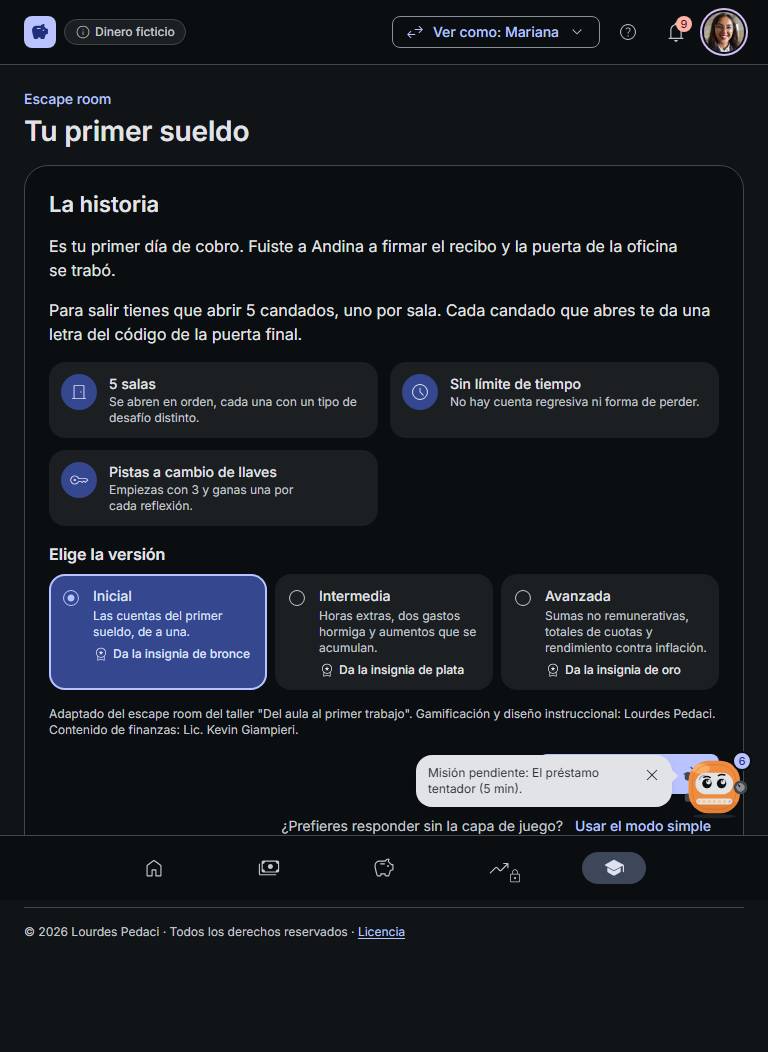 Dinero ficticio
Ver como: Mariana
9
Escape room
Tu primer sueldo
La historia
Es tu primer día de cobro. Fuiste a Andina a firmar el recibo y la puerta de la oficina
se trabó.
Para salir tienes que abrir 5 candados, uno por sala. Cada candado que abres te da una
letra del código de la puerta final.
5 salas
Se abren en orden, cada una con un tipo de
desafío distinto.
Sin límite de tiempo
No hay cuenta regresiva ni forma de perder.
Pistas a cambio de llaves
Empiezas con 3 y ganas una por
cada reflexión.
Elige la versión
Inicial
Las cuentas del primer
sueldo, de a una.
Da la insignia de bronce
Intermedia
Horas extras, dos gastos
hormiga y aumentos que se
acumulan.
Da la insignia de plata
Avanzada
Sumas no remunerativas,
totales de cuotas y
rendimiento contra inflación.
Da la insignia de oro
Adaptado del escape room del taller "Del aula al primer trabajo". Gamificación y diseño instruccional: Lourdes Pedaci.
Contenido de finanzas: Lic. Kevin Giampieri.
Misión pendiente: El préstamo
tentador (5 min).
6
¿Prefieres responder sin la capa de juego? Usar el modo simple
© 2026 Lourdes Pedaci · Todos los derechos reservados · Licencia